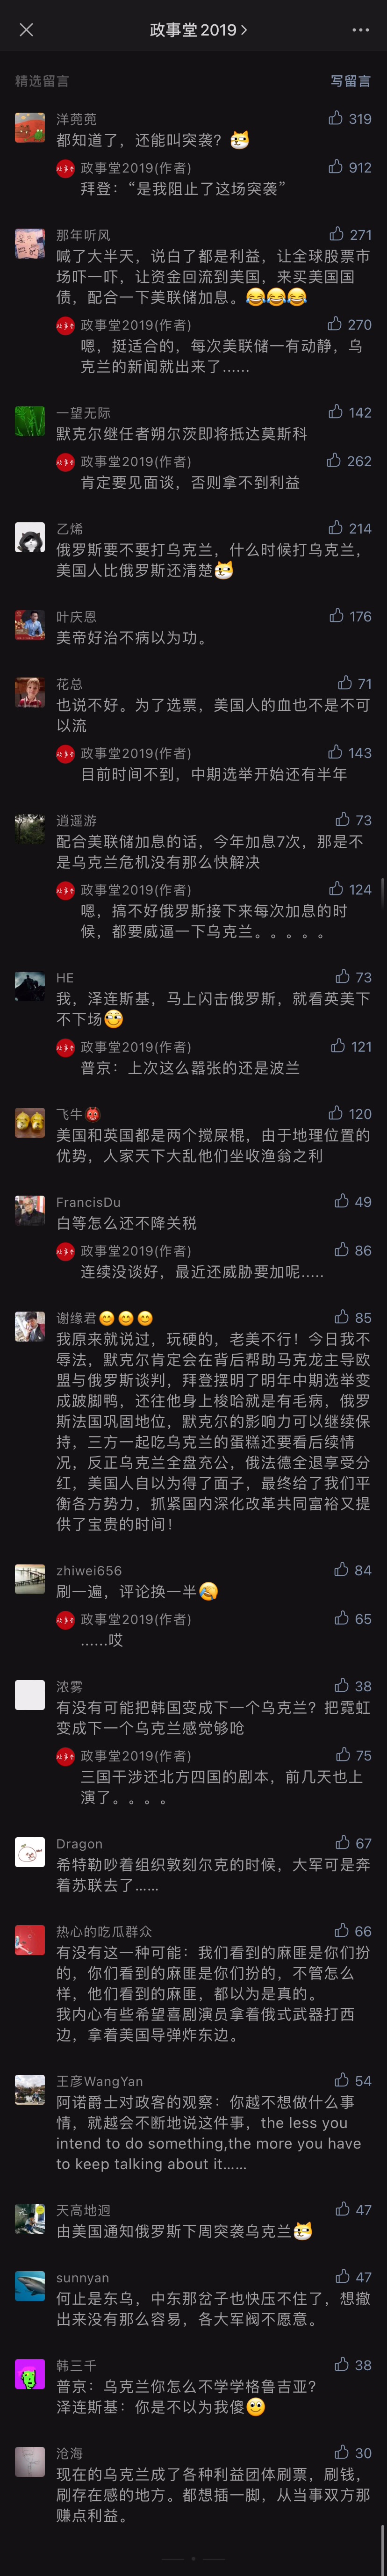 政事堂2019
精选留言
写留言
洋蔸蔸
319
都知道了，还能叫突袭？
政事堂2019(作者)
912
拜登：“是我阻止了这场突袭”
那年听风
271
喊了大半天，说白了都是利益，让全球股票市
场吓一吓，让资金回流到美国，来买美国国
债，配合一下美联储加息。😂😂😂
政事堂2019(作者)
270
嗯，挺适合的，每次美联储一有动静，乌
克兰的新闻就出来了……
一望无际
142
默克尔继任者朔尔茨即将抵达莫斯科
政事堂2019(作者)
262
肯定要见面谈，否则拿不到利益
乙烯
214
俄罗斯要不要打乌克兰，什么时候打乌克兰，
美国人比俄罗斯还清楚
叶庆恩
176
美帝好治不病以为功。
花总
71
也说不好。为了选票，美国人的血也不是不可
以流
政事堂2019(作者)
143
目前时间不到，中期选举开始还有半年
逍遥游
73
配合美联储加息的话，今年加息7次，那是不
是乌克兰危机没有那么快解决
政事堂2019(作者)
124
嗯，搞不好俄罗斯接下来每次加息的时
候，都要威逼一下乌克兰。。。。。
HE
73
我，泽连斯基，马上闪击俄罗斯，就看英美下
不下场
政事堂2019(作者)
121
普京：上次这么嚣张的还是波兰
飞牛👹
120
美国和英国都是两个搅屎棍，由于地理位置的
优势，人家天下大乱他们坐收渔翁之利
FrancisDu
49
白等怎么还不降关税
政事堂2019(作者)
86
连续没谈好，最近还威胁要加呢.....
谢缘君😊😊😊
85
我原来就说过，玩硬的，老美不行！今日我不
辱法，默克尔肯定会在背后帮助马克龙主导欧
盟与俄罗斯谈判，拜登摆明了明年中期选举变
成跛脚鸭，还往他身上梭哈就是有毛病，俄罗
斯法国巩固地位，默克尔的影响力可以继续保
持，三方一起吃乌克兰的蛋糕还要看后续情
况，反正乌克兰全盘充公，俄法德全退享受分
红，美国人自以为得了面子，最终给了我们平
衡各方势力，抓紧国内深化改革共同富裕又提
供了宝贵的时间！
zhiwei656
84
刷一遍，评论换一半
政事堂2019(作者)
65
……哎
浓雾
38
有没有可能把韩国变成下一个乌克兰？把霓虹
变成下一个乌克兰感觉够呛
政事堂2019(作者)
75
三国干涉还北方四国的剧本，前几天也上
演了。。。。
Dragon
67
希特勒吵着组织敦刻尔克的时候，大军可是奔
着苏联去了……
热心的吃瓜群众
66
有没有这一种可能：我们看到的麻匪是你们扮
的，你们看到的麻匪是你们扮的，不管怎么
样，他们看到的麻匪，都以为是真的。
我内心有些希望喜剧演员拿着俄式武器打西
边，拿着美国导弹炸东边。
王彦WangYan
54
阿诺爵士对政客的观察：你越不想做什么事
情，就越会不断地说这件事，the less you
intend to do something,the more you have
to keep talking about it……
天高地迥
47
由美国通知俄罗斯下周突袭乌克兰
sunnyan
47
何止是东乌，中东那岔子也快压不住了，想撤
出来没有那么容易，各大军阀不愿意。
韩三千
38
普京：乌克兰你怎么不学学格鲁吉亚？
泽连斯基：你是不以为我傻
沧海
30
现在的乌克兰成了各种利益团体刷票，刷钱，
刷存在感的地方。都想插一脚，从当事双方那
赚点利益。